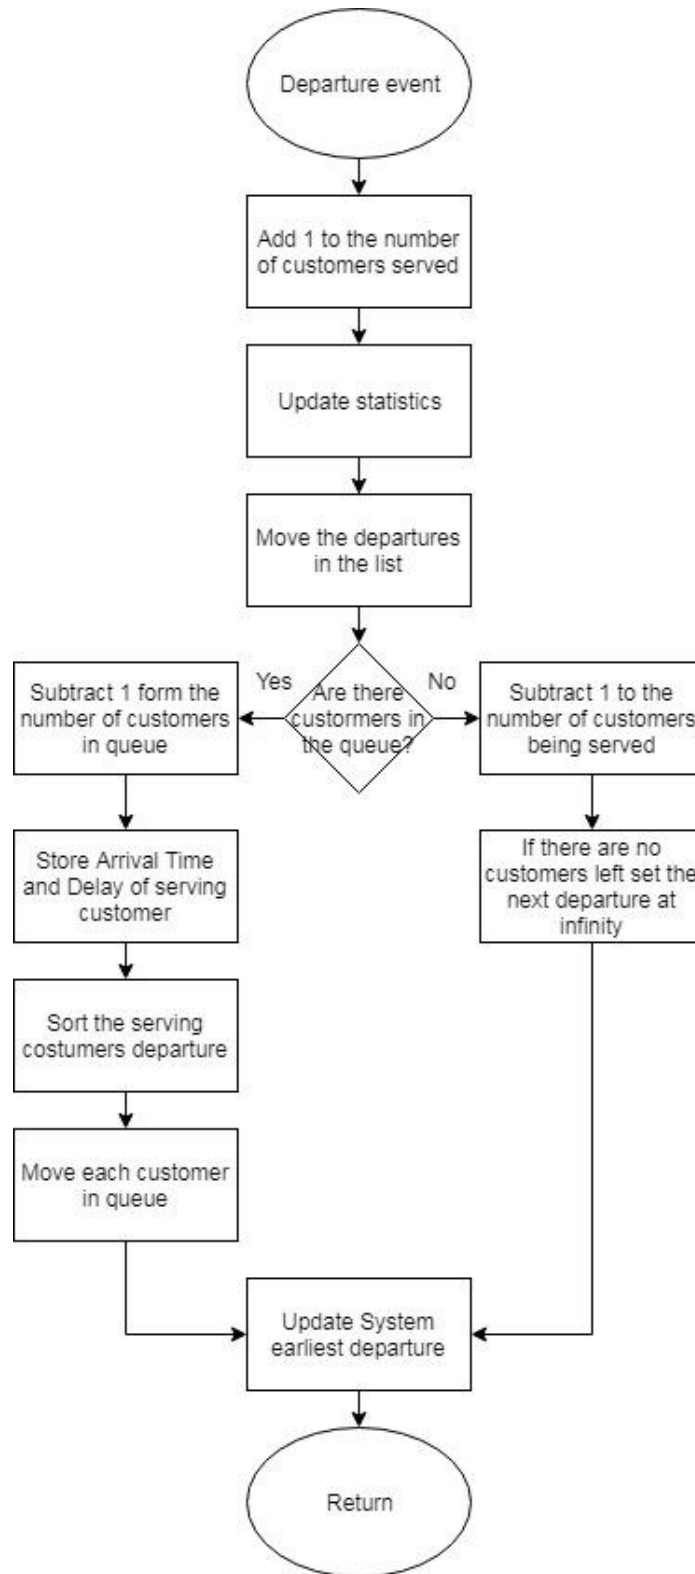 Departure event
Add 1 to the number
of customers served
Update statistics
Move the departures
in the list
Yes
Are there
custormers in
the queue?
No
Subtract 1 form the
number of customers
in queue
Subtract 1 to the
number of customers
being served
Store Arrival Time
and Delay of serving
customer
If there are no
customers left set the
next departure at
infinity
Sort the serving
costumers departure
Move each customer
in queue
Update System
earliest departure
Return